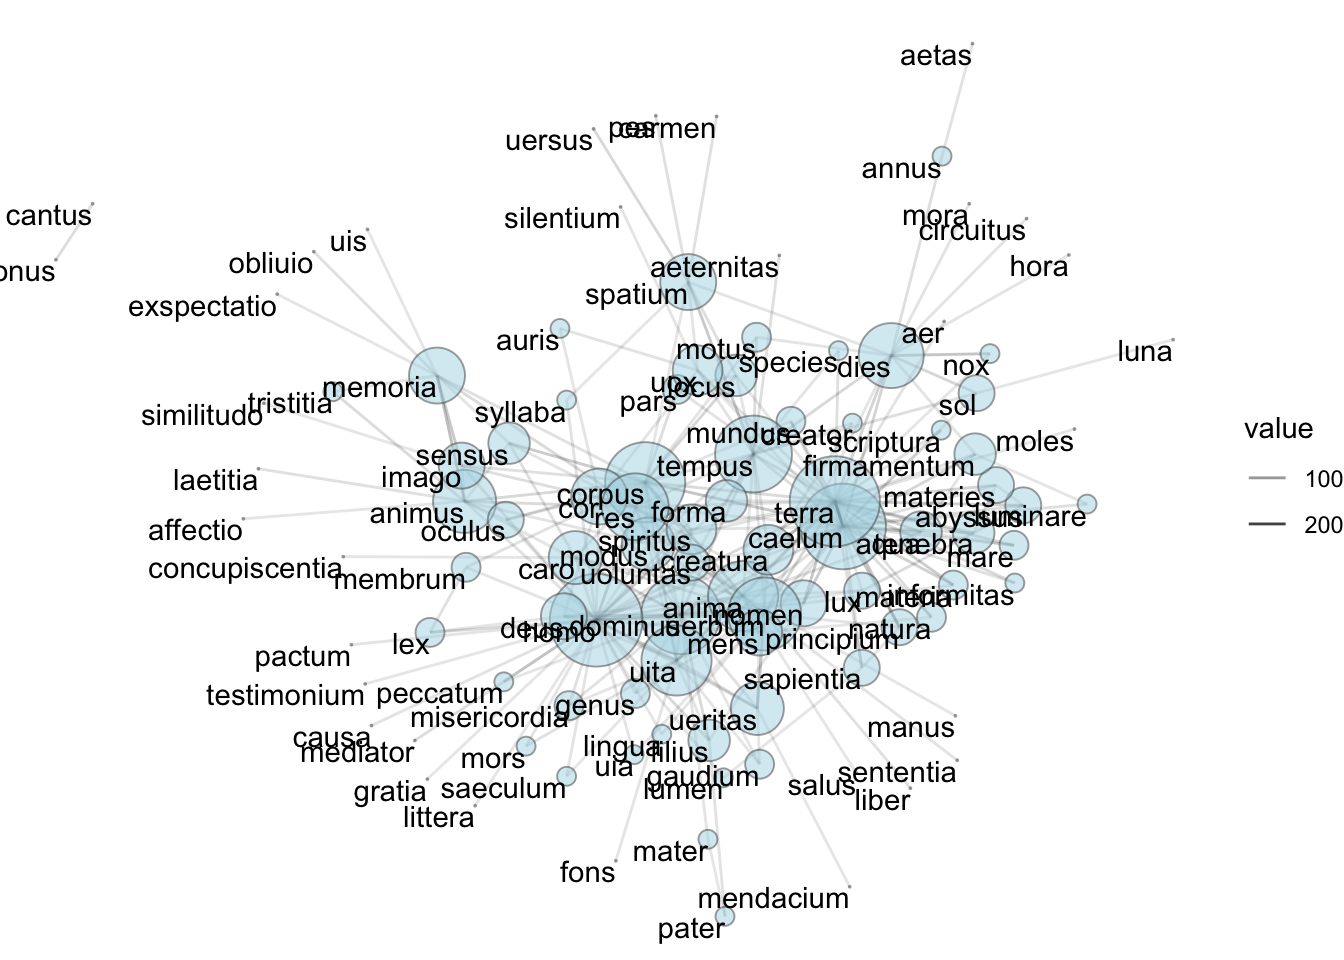 aetas
pes
carmen
uersus
annus
cantus
silentium
mora
circuitus
uis
obliuio
onus
aeternitas
hora
spatium
exspectatio
auris
aer
motus
luna
species
dies
nox
memoria
uox
locus
pars
tristitia
similitudo
syllaba
sol
value
mundus
creator
scriptura
moles
sensus
tempus
firmamentum
imago
laetitia
100
corpus
materies
cor
res
forma
terra
animus
abyssus
luminare
200
affectio
oculus
spiritus
caelum
aqua
tenebra
modus
creatura
mare
concupiscentia
membrum
caro
uoluntas
anima
nomen
lux
materia
informitas
deus
homo
dominus
uerbum
natura
lex
mens
principium
pactum
uita
sapientia
testimonium
peccatum
misericordia
genus
ueritas
manus
causa
mediator
mors
lingua
filius
uia
gratia
saeculum
gaudium
lumen
salus
sententia
liber
littera
mater
fons
mendacium
pater